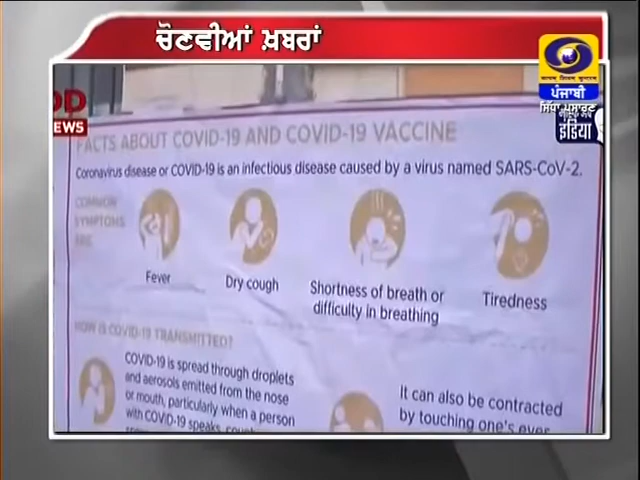 ਚੋਣਵੀਆਂ ਖ਼ਬਰਾਂ
ਪੰਜਾਬੀ
ਸਿੱਧਾ ਪ੍ਰਸਾਰਣ
NEWS
इंडिया
FACTS ABOUT COVID-19 AND COVID-19 VACCINE
Coronavirus disease or COVID-19 is an infectious disease caused by a virus named SARS-CoV-2.
COMMON
SYMPTOMS
ARE
Fever
Dry cough
Shortness of breath or
difficulty in breathing
Tiredness
HOW IS COVID-19 TRANSMITTED?
COVID-19 is spread through droplets
and aerosols emitted from the nose
or mouth, particularly when a person
with COVID-19 speaks,
It can also be contracted
by touching one's